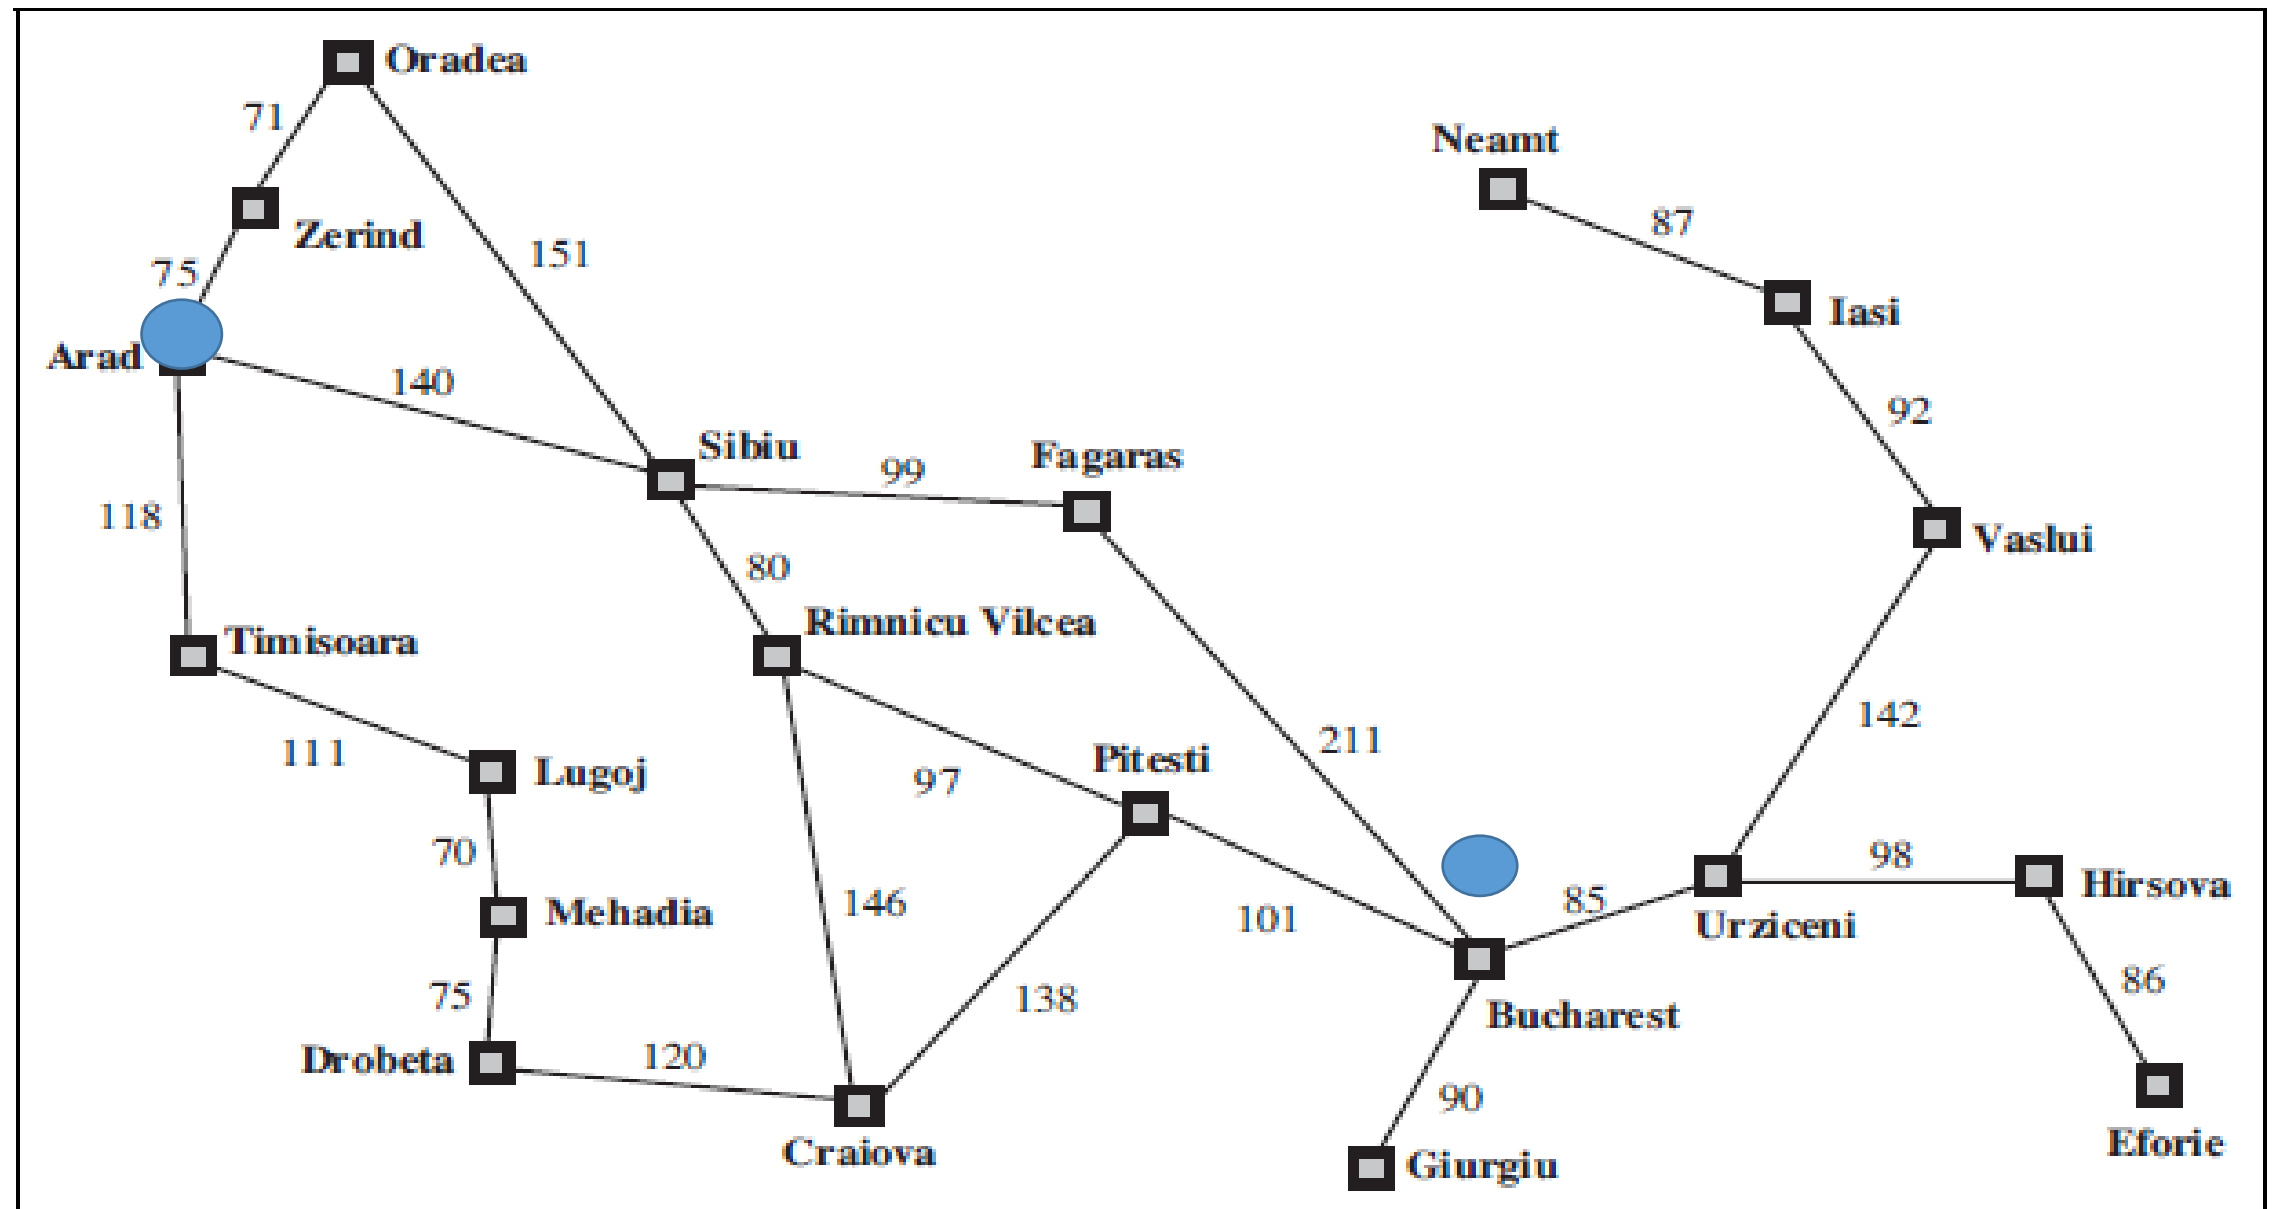 Oradea
71
Neamt
87
Zerind
151
75
Iasi
Arad
140
92
Sibiu
Fagaras
99
118
Vaslui
80
Rimnicu Vilcea
Timisoara
142
211
111
Lugoj
97
Pitesti
70
98
Hirsova
146
85
Mehadia
101
Urziceni
86
75
138
Bucharest
Drobeta
120
90
Eforie
Craiova
Giurgiu